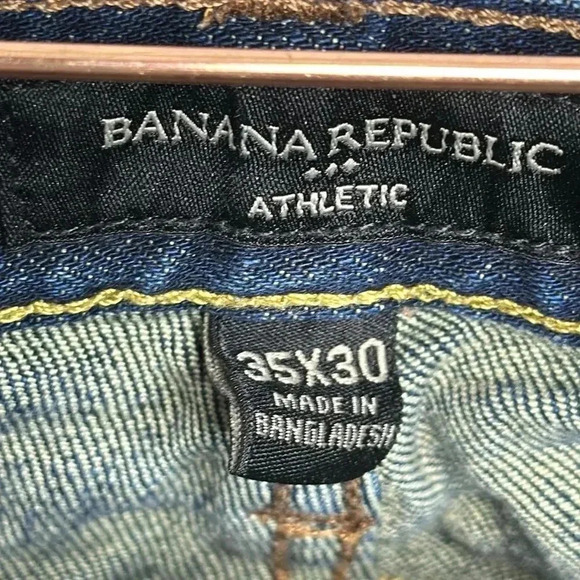 BANANA REPUBLIC
ATHLETIC
35X30
MADE IN
BANGLADESH